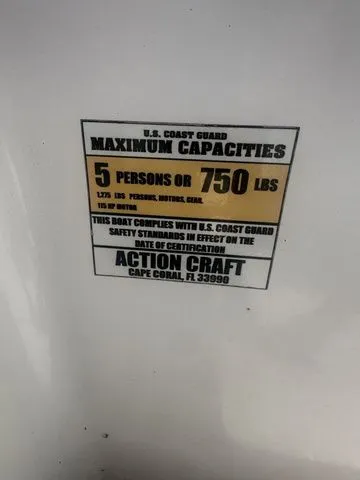 U.S. COAST GUARD
MAXIMUM CAPACITIES
5 PERSONS OR 750 LBS
1,275 LBS PERSONS, MOTORS, GEAR.
115 HP MOTOR
THIS BOAT COMPLIES WITH U.S. COAST GUARD
SAFETY STANDARDS IN EFFECT ON THE
DATE OF CERTIFICATION
ACTION CRAFT
CAPE CORAL, FL 33990